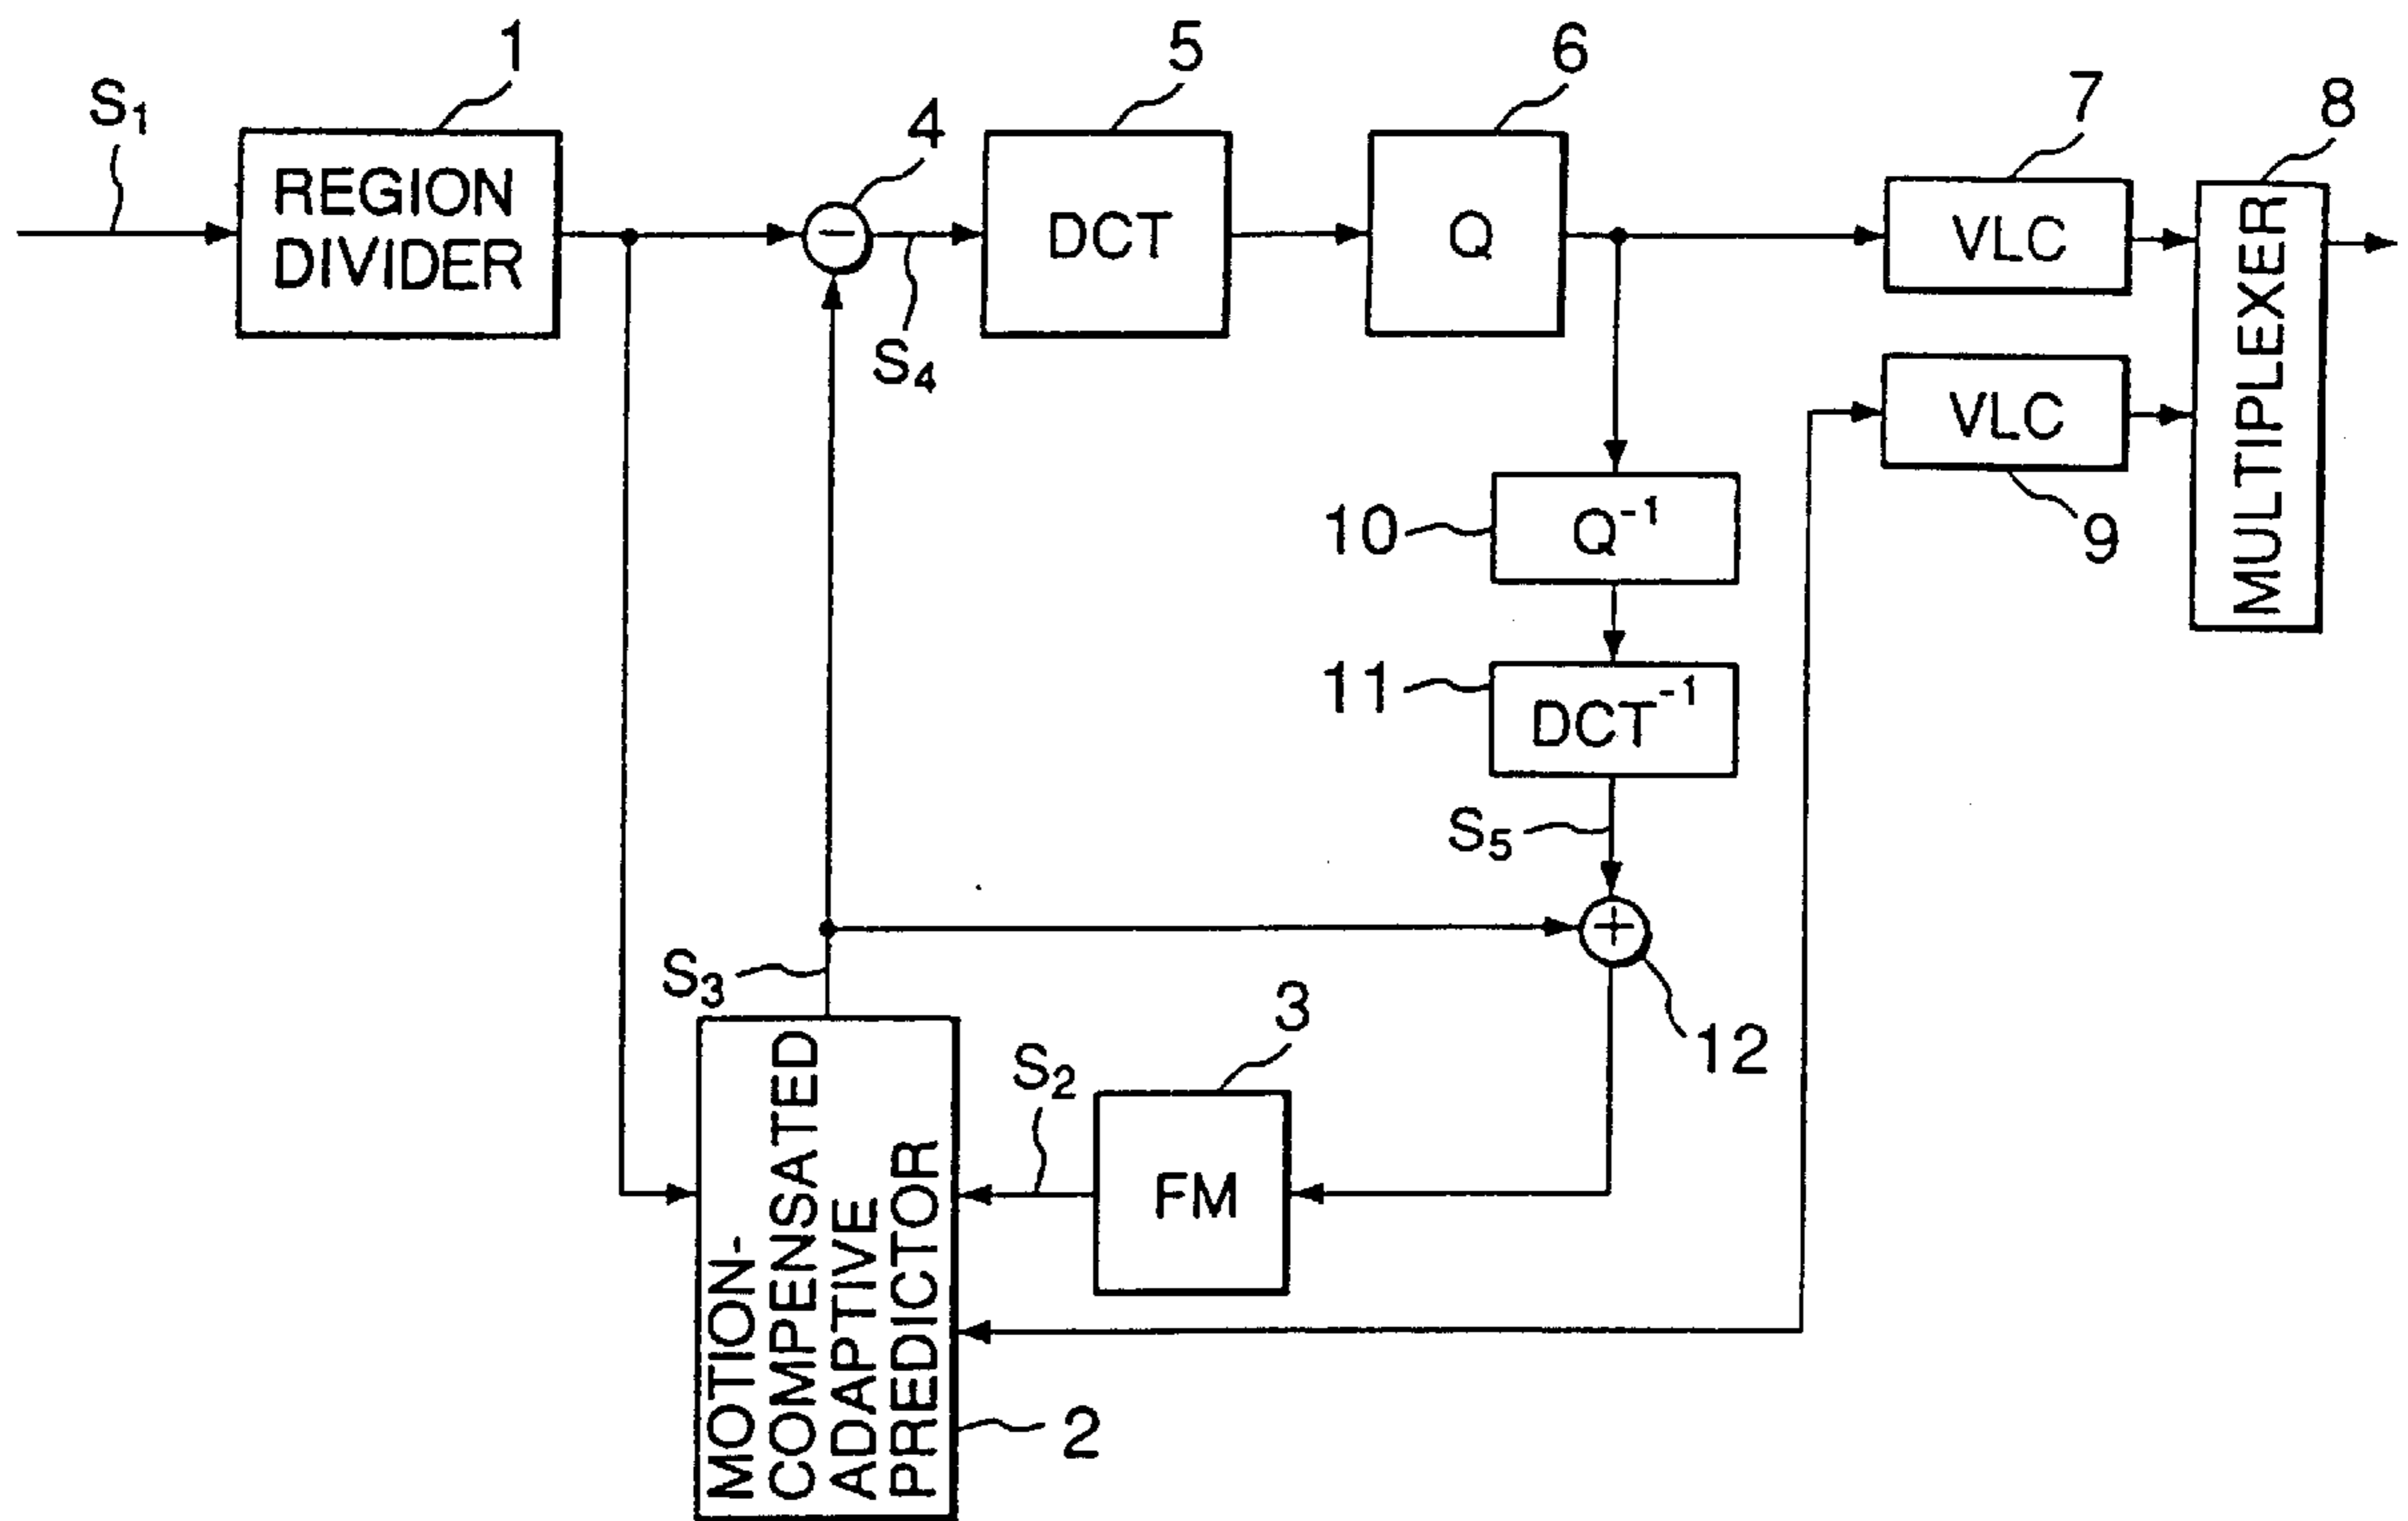 1
5
6
7
8
S1
4
REGION
DIVIDER
DCT
Q
VLC
MULTIPLEXER
S4
VLC
9
10
Q-1
11
DCT-1
S5
S3
12
3
S2
FM
MOTION-
COMPENSATED
ADAPTIVE
PREDICTOR
2